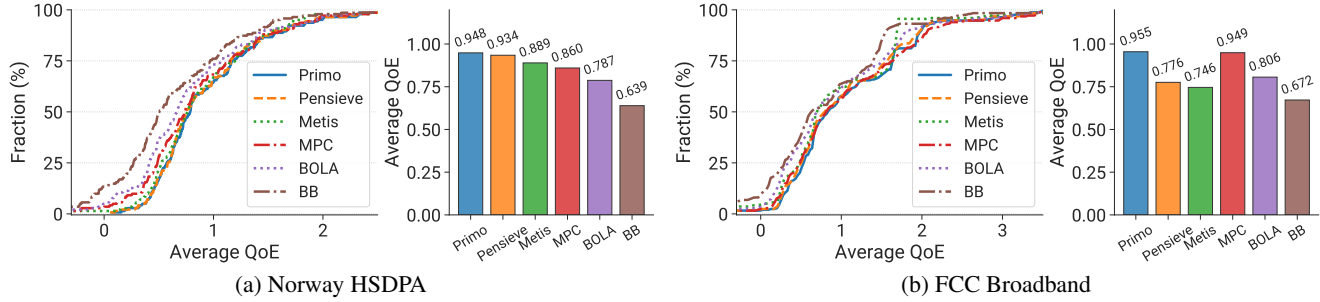 Fraction (%)
100
75
50
25
0
0
1
2
Average QoE
Primo
Pensieve
Metis
MPC
BOLA
BB
Average QoE
1.00
0.75
0.50
0.25
0.00
0.948
0.934
0.889
0.860
0.787
0.639
Primo
Pensieve
Metis
MPC
BOLA
BB
(a) Norway HSDPA
Fraction (%)
100
75
50
25
0
0
1
2
3
Average QoE
Primo
Pensieve
Metis
MPC
BOLA
BB
Average QoE
1.00
0.75
0.50
0.25
0.00
0.955
0.776
0.746
0.949
0.806
0.672
Primo
Pensieve
Metis
MPC
BOLA
BB
(b) FCC Broadband